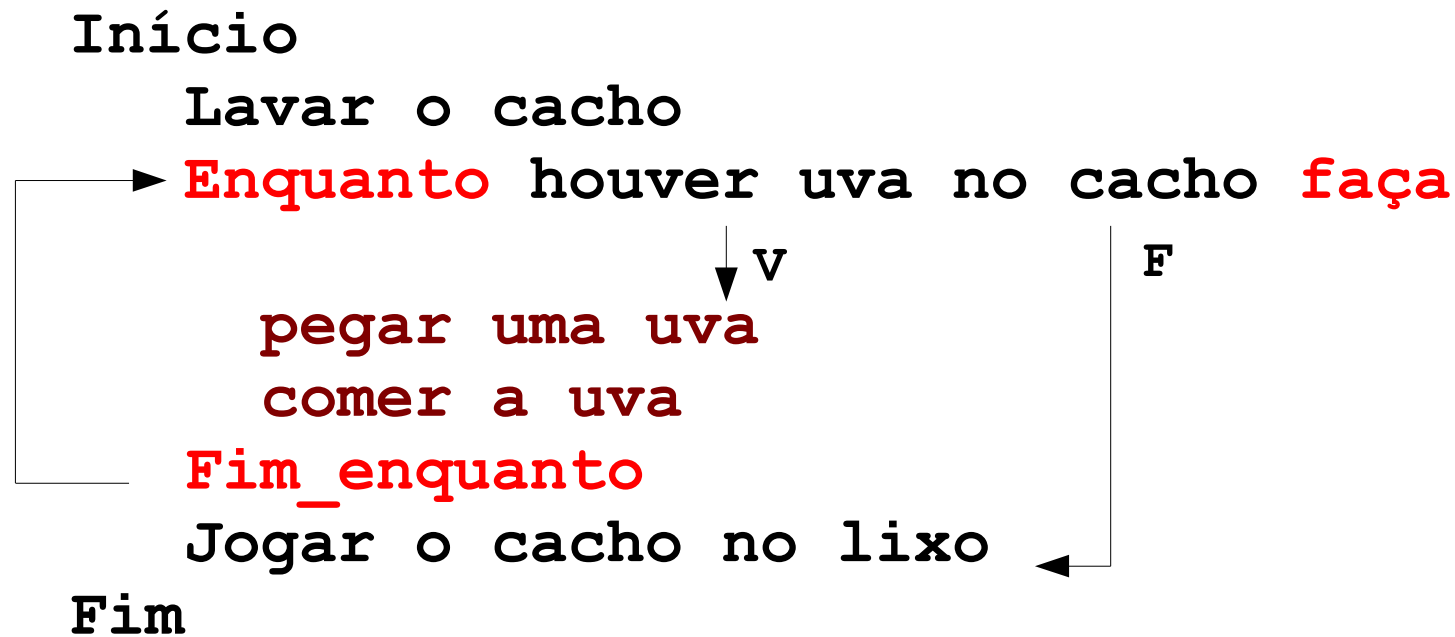 Início
Lavar o cacho
Enquanto houver uva no cacho faça
V
F
pegar uma uva
comer a uva
Fim_enquanto
Jogar o cacho no lixo
Fim